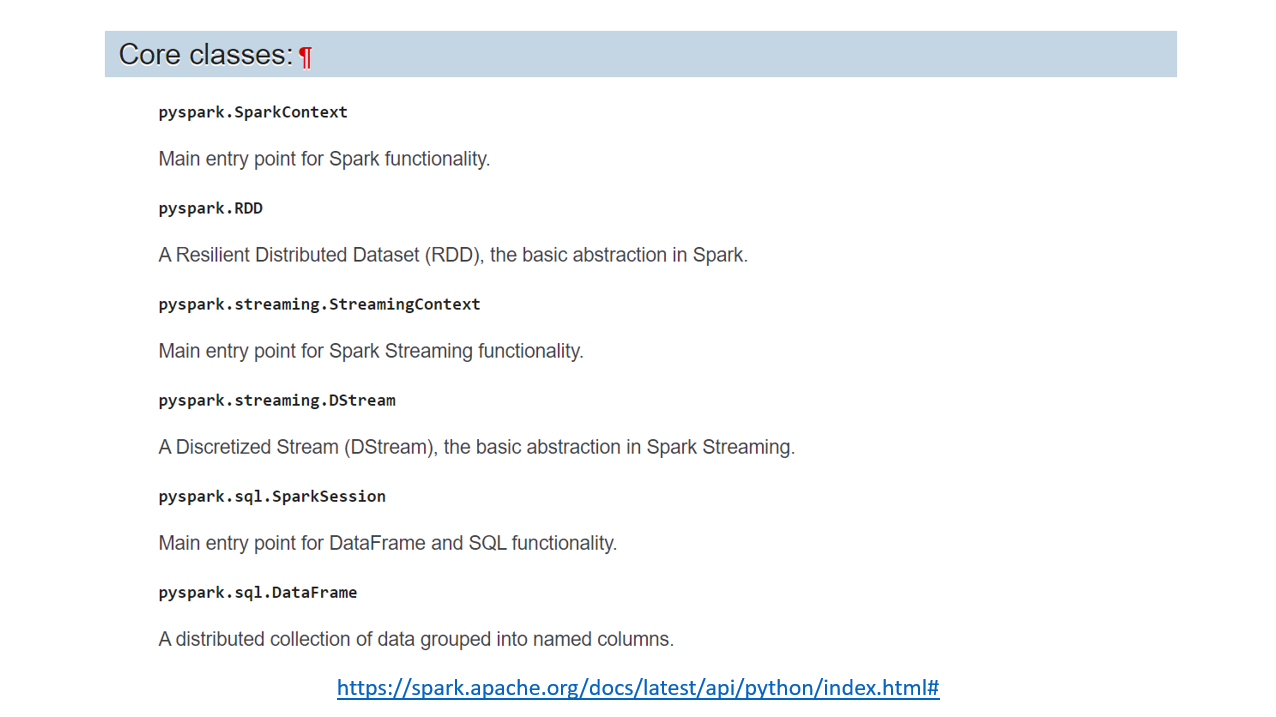 Core classes:¶
pyspark.SparkContext
Main entry point for Spark functionality.
pyspark.RDD
A Resilient Distributed Dataset (RDD), the basic abstraction in Spark.
pyspark.streaming.StreamingContext
Main entry point for Spark Streaming functionality.
pyspark.streaming.DStream
A Discretized Stream (DStream), the basic abstraction in Spark Streaming.
pyspark.sql.SparkSession
Main entry point for DataFrame and SQL functionality.
pyspark.sql.DataFrame
A distributed collection of data grouped into named columns.
https://spark.apache.org/docs/latest/api/python/index.html#